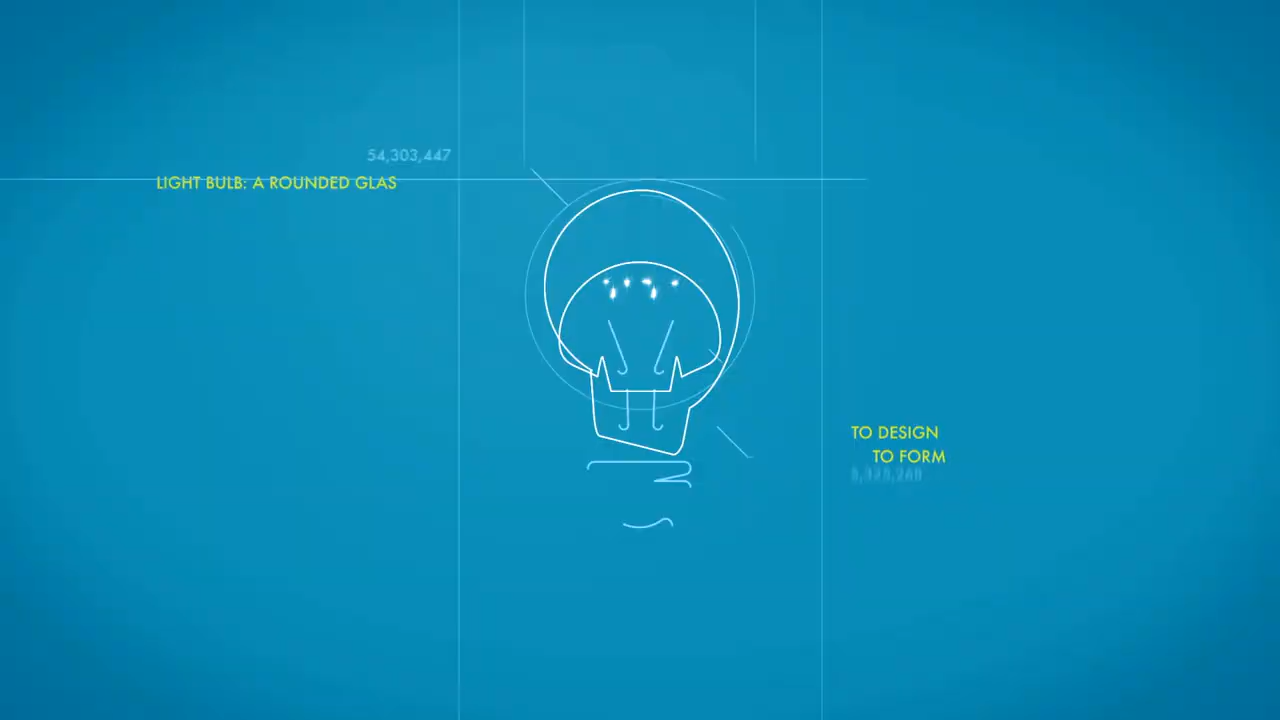 54,303,447
LIGHT BULB: A ROUNDED GLAS
TO DESIGN
TO FORM